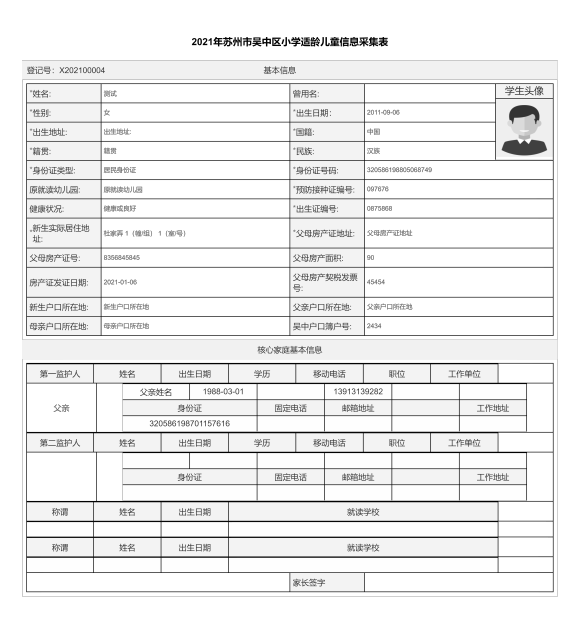 2021年苏州市吴中区小学适龄儿童信息采集表
登记号：X202100004 基本信息
*姓名: 测试 曾用名: 学生头像
*性别: 女 *出生日期: 2011-09-06
*出生地址: 出生地址: *国籍: 中国
*籍贯: 籍贯 *民族: 汉族
*身份证类型: 居民身份证 *身份证号码: 320586198805068749
原就读幼儿园: 原就读幼儿园 *预防接种证编号: 097676
健康状况: 健康或良好 *出生证编号: 0875868
*新生实际居住地址: 杜家弄 1（幢/组） 1 （室/号） *父母房产证地址: 父母房产证地址
父母房产证号: 8356845845 父母房产面积: 90
房产证发证日期: 2021-01-06 父母房产契税发票号: 45454
新生户口所在地: 新生户口所在地 父亲户口所在地: 父亲户口所在地
母亲户口所在地: 母亲户口所在地 吴中户口簿户号: 2434
核心家庭基本信息
第一监护人 姓名 出生日期 学历 移动电话 职位 工作单位
父亲 父亲姓名 1988-03-01 13913139282
身份证 固定电话 邮箱地址 工作地址
320586198701157616
第二监护人 姓名 出生日期 学历 移动电话 职位 工作单位
身份证 固定电话 邮箱地址 工作地址
称谓 姓名 出生日期 就读学校
称谓 姓名 出生日期 就读学校
家长签字